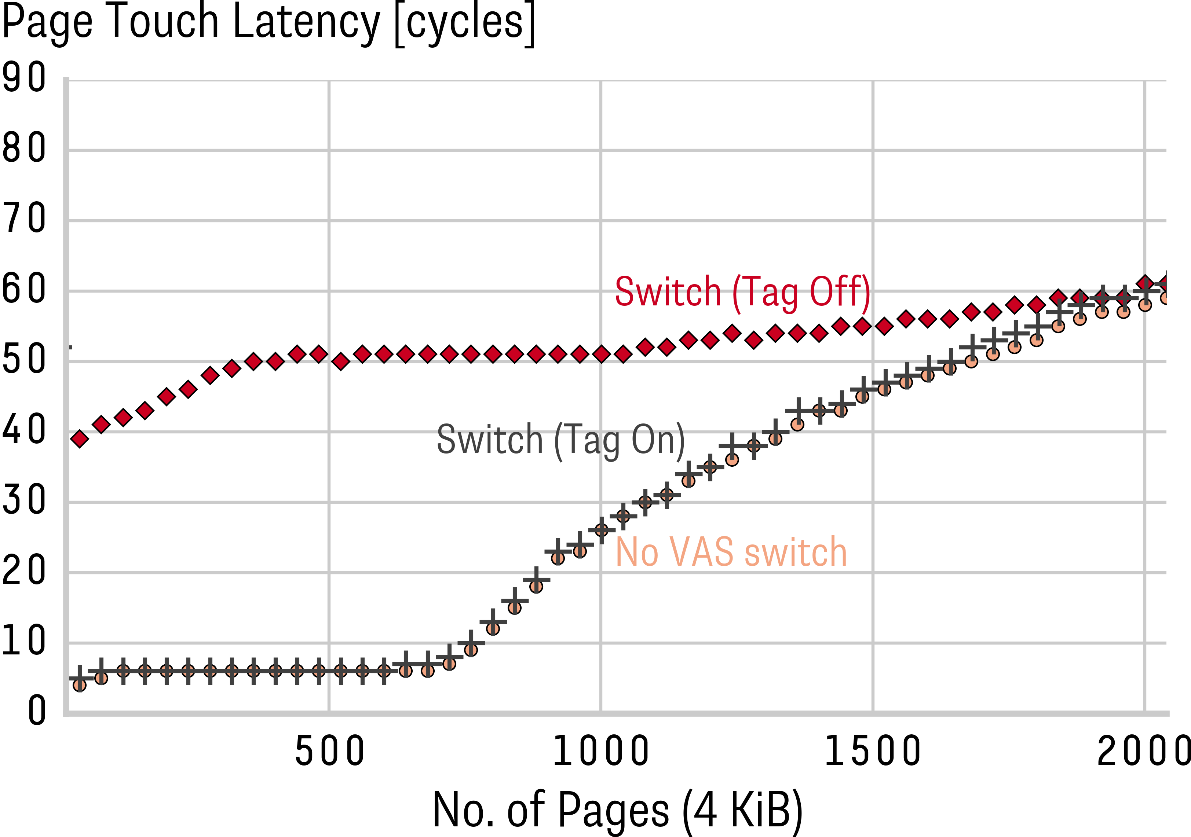 Page Touch Latency [cycles]
90
80
70
60
50
40
30
20
10
0
Switch (Tag Off)
Switch (Tag On)
No VAS switch
500
1000
1500
2000
No. of Pages (4 KiB)